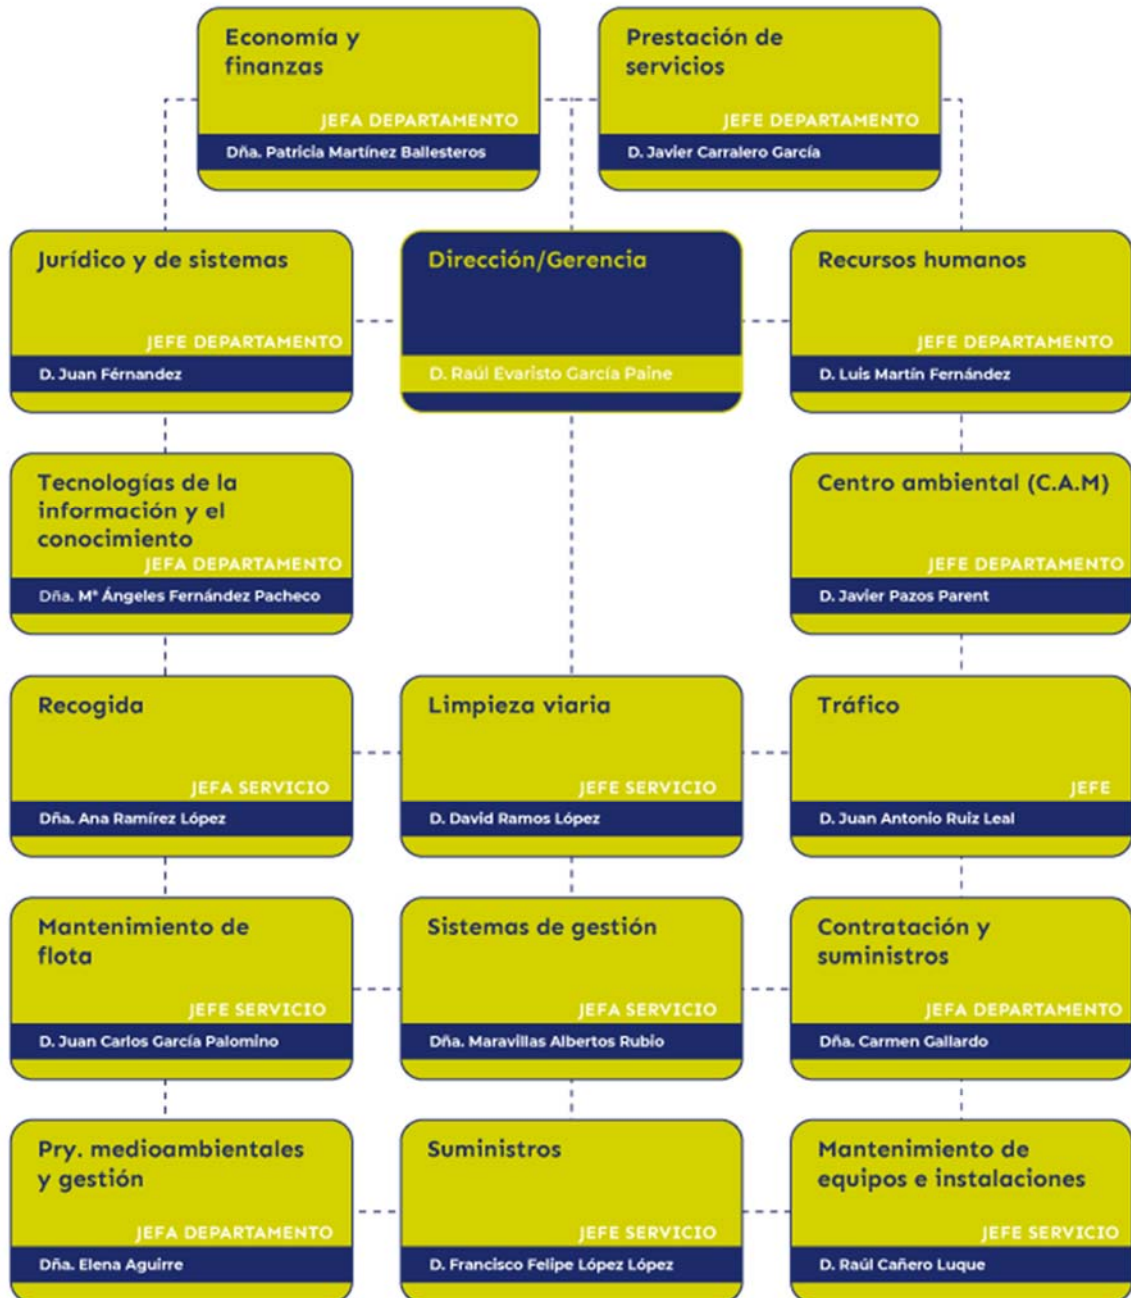 Economía y
finanzas
JEFA DEPARTAMENTO
Dña. Patricia Martínez Ballesteros
Prestación de
servicios
JEFE DEPARTAMENTO
D. Javier Carralero García
Jurídico y de sistemas
JEFE DEPARTAMENTO
D. Juan Férnandez
Dirección/Gerencia
D. Raúl Evaristo García Paine
Recursos humanos
JEFE DEPARTAMENTO
D. Luis Martín Fernández
Tecnologías de la
información y el
conocimiento
JEFA DEPARTAMENTO
Dña. Mª Ángeles Fernández Pacheco
Centro ambiental (C.A.M)
JEFE DEPARTAMENTO
D. Javier Pazos Parent
Recogida
JEFA SERVICIO
Dña. Ana Ramírez López
Limpieza viaria
JEFE SERVICIO
D. David Ramos López
Tráfico
JEFE
D. Juan Antonio Ruiz Leal
Mantenimiento de
flota
JEFE SERVICIO
D. Juan Carlos García Palomino
Sistemas de gestión
JEFA SERVICIO
Dña. Maravillas Albertos Rubio
Contratación y
suministros
JEFA DEPARTAMENTO
Dña. Carmen Gallardo
Pry. medioambientales
y gestión
JEFA DEPARTAMENTO
Dña. Elena Aguirre
Suministros
JEFE SERVICIO
D. Francisco Felipe López López
Mantenimiento de
equipos e instalaciones
JEFE SERVICIO
D. Raúl Cañero Luque